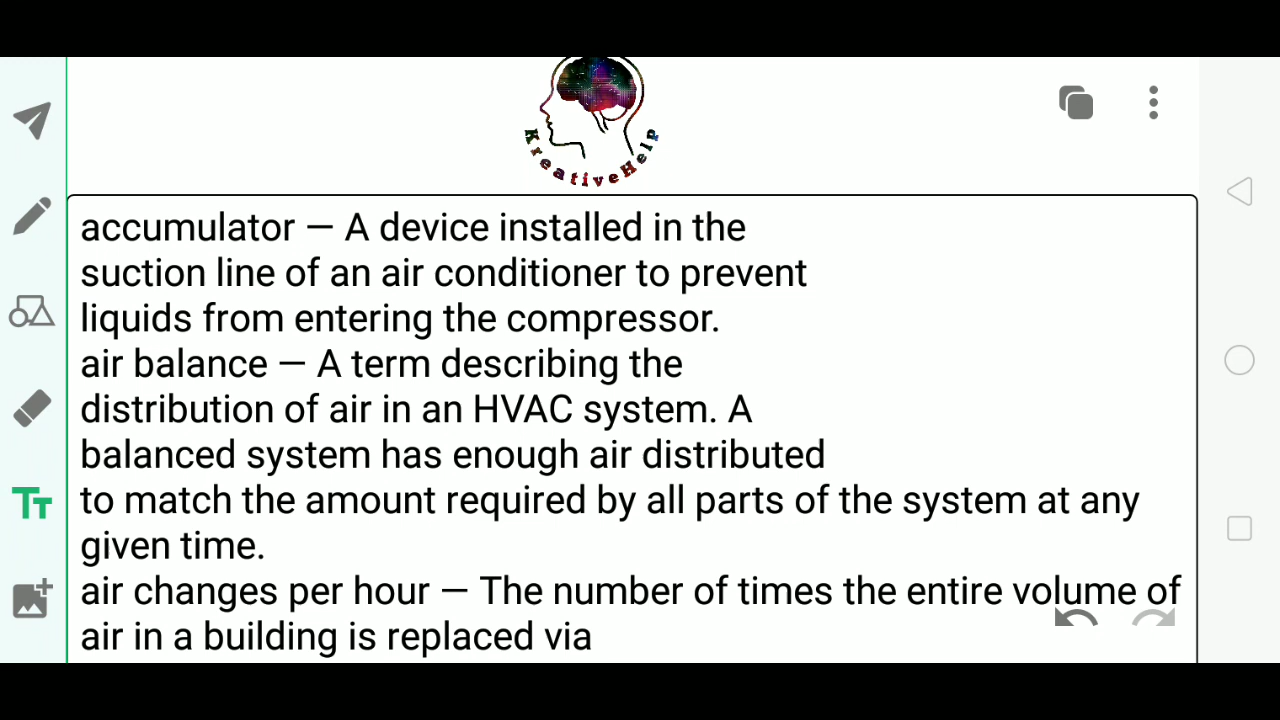 KreativeHelp
accumulator — A device installed in the
suction line of an air conditioner to prevent
liquids from entering the compressor.
air balance — A term describing the
distribution of air in an HVAC system. A
balanced system has enough air distributed
to match the amount required by all parts of the system at any
given time.
air changes per hour — The number of times the entire volume of
air in a building is replaced via
Tт